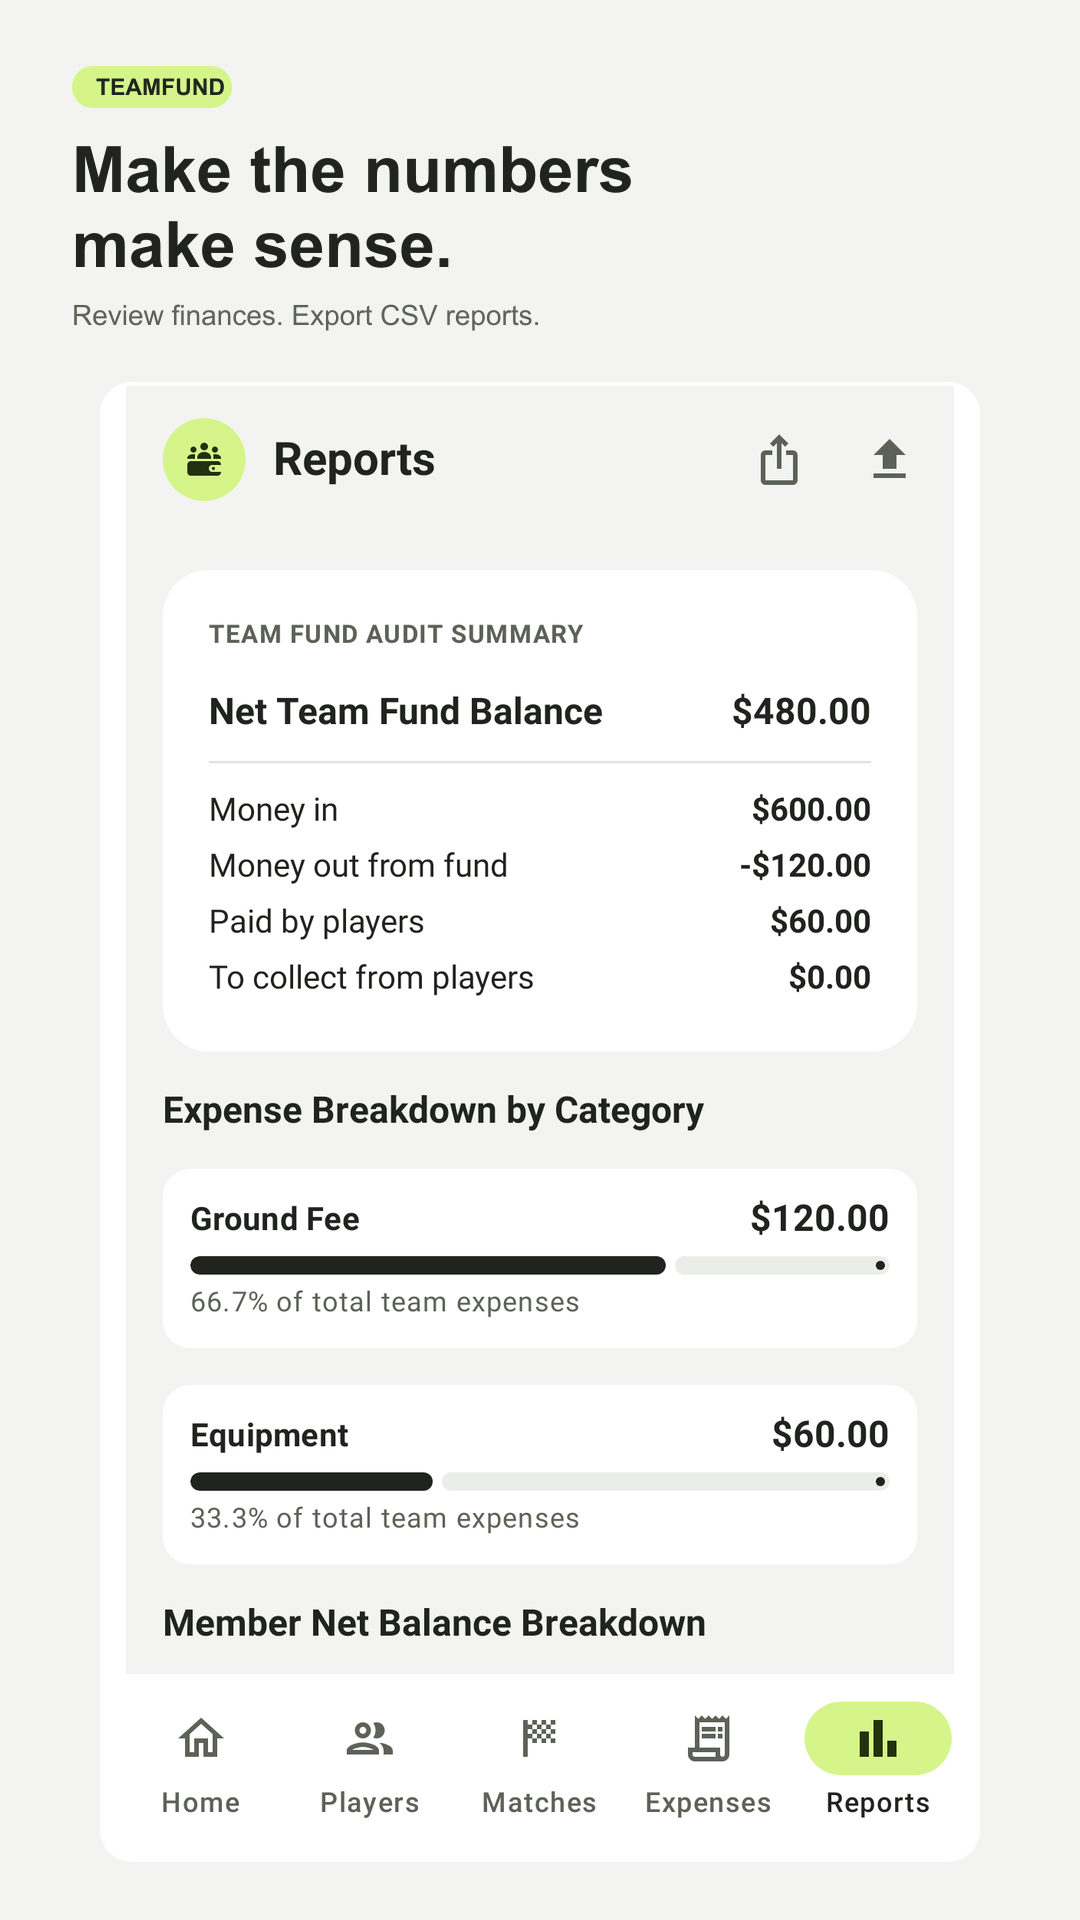 TEAMFUND
Make the numbers
make sense.
Review finances. Export CSV reports.
Reports
TEAM FUND AUDIT SUMMARY
Net Team Fund Balance $480.00
Money in $600.00
Money out from fund -$120.00
Paid by players $60.00
To collect from players $0.00
Expense Breakdown by Category
Ground Fee $120.00
66.7% of total team expenses
Equipment $60.00
33.3% of total team expenses
Member Net Balance Breakdown
Home Players Matches Expenses Reports